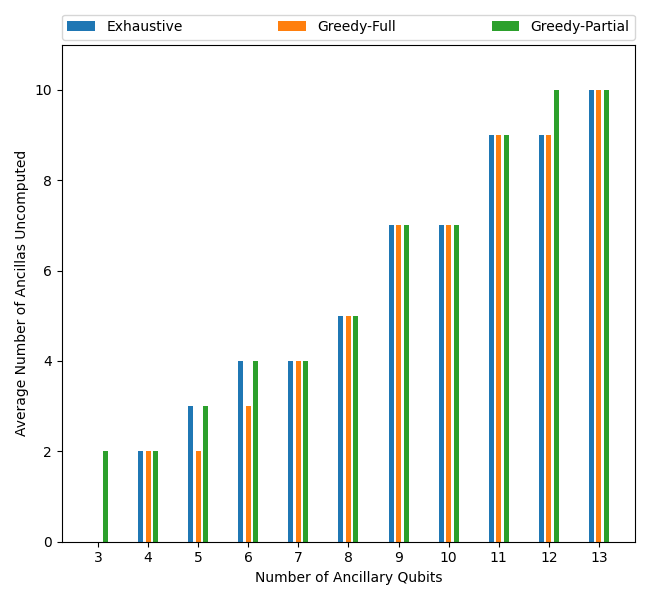 Exhaustive Greedy-Full Greedy-Partial
Average Number of Ancillas Uncomputed
10
8
6
4
2
0
3 4 5 6 7 8 9 10 11 12 13
Number of Ancillary Qubits